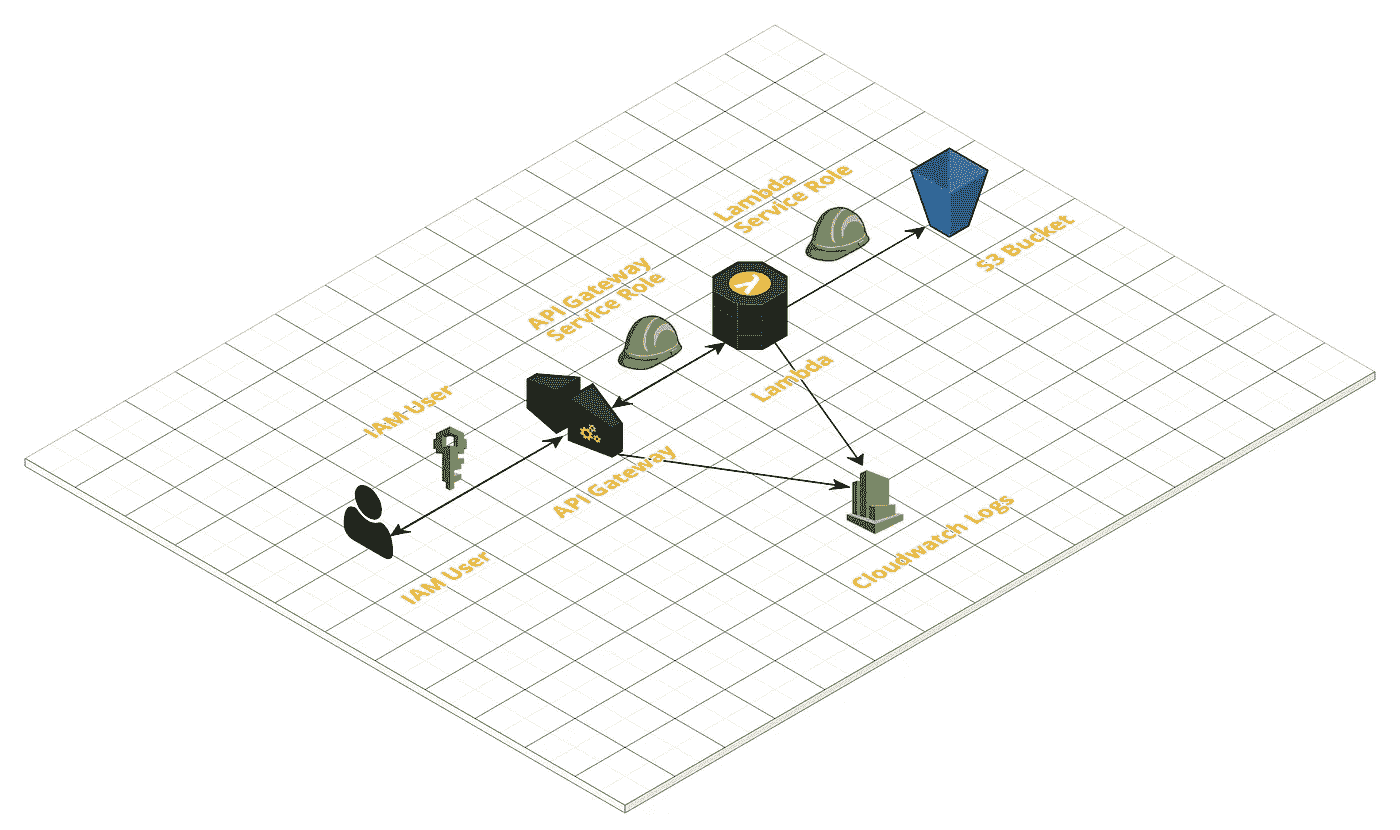 Lambda
Service Role
S3 Bucket
API Gateway
Service Role
Lambda
IAM User
API Gateway
Cloudwatch Logs
IAM User